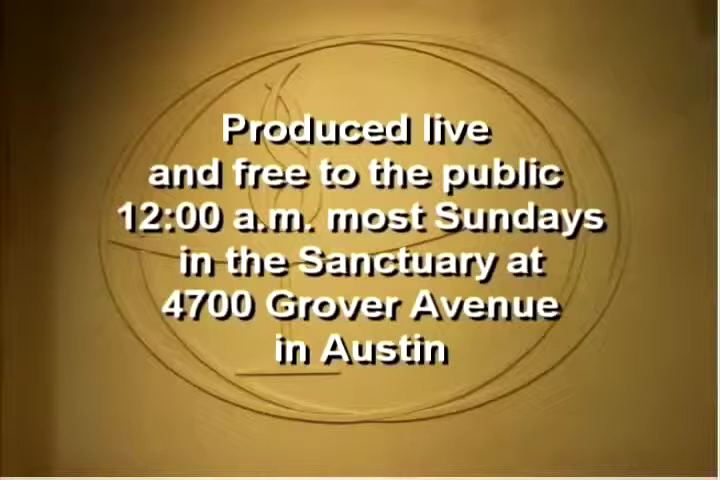 Produced live
and free to the public
12:00 a.m. most Sundays
in the Sanctuary at
4700 Grover Avenue
in Austin